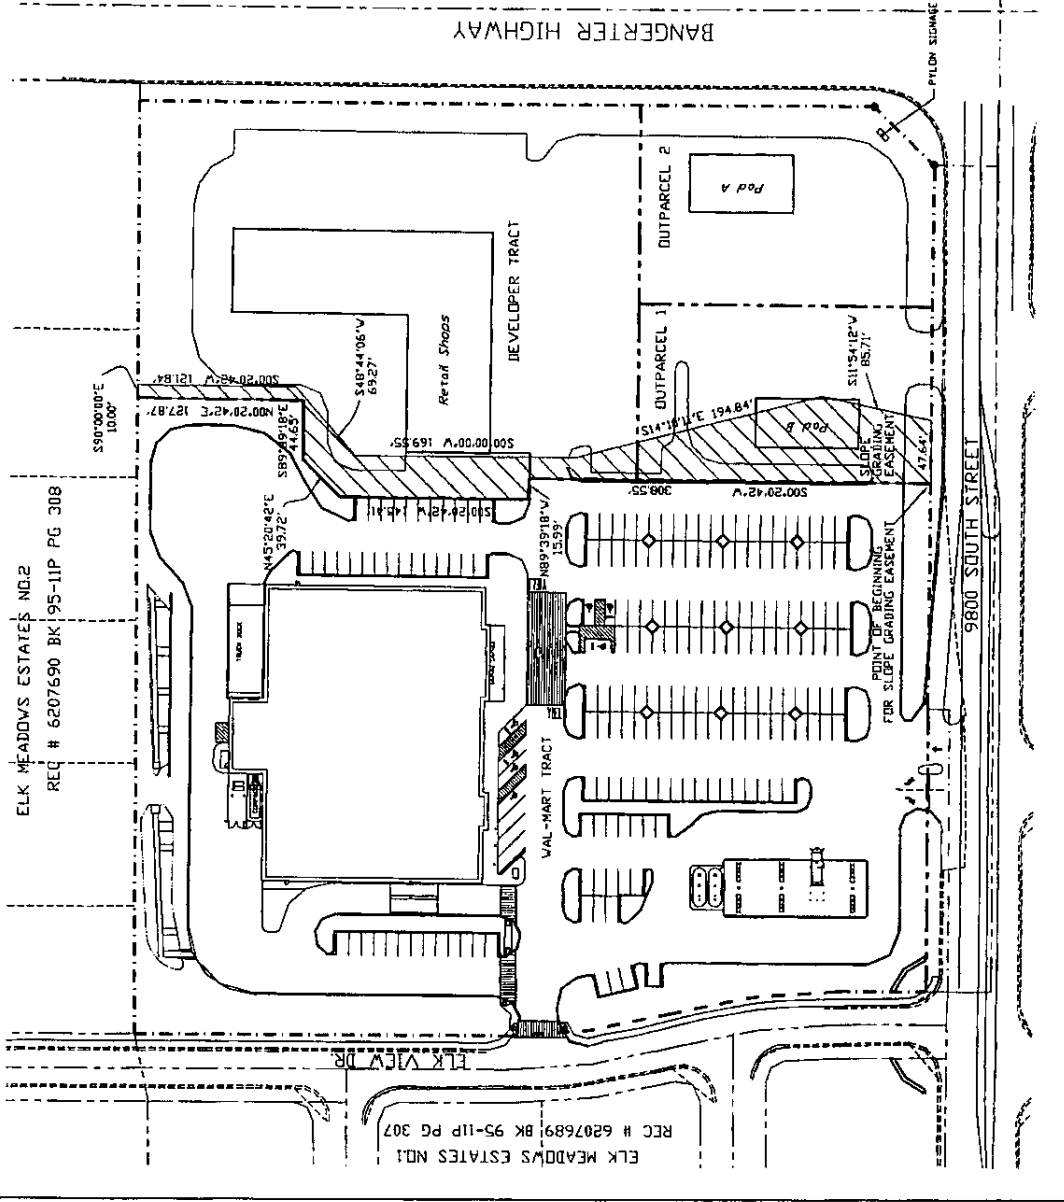 BANGERTER HIGHWAY
PYLON SIGNAGE
OUTPARCEL 2
Pad A
DEVELOPER TRACT
Retail Shops
OUTPARCEL 1
Pad B
S90°00'00"E
10.00'
S00°20'42"W 121.84'
N00°20'42"E 127.87'
S48°44'06"W
69.27'
S89°39'18"E
44.65'
S00°00'00"W 169.55'
N45°20'42"E
39.72'
S00°20'42"W 145.41'
N89°39'18"W
15.99'
S14°18'17"E 194.84'
S11°54'12"W
85.71'
308.55'
S00°20'42"W
SLOPE
GRADING
EASEMENT
47.64'
ELK MEADOWS ESTATES NO.2
REC # 6207690 BK 95-11P PG 308
TRUCK DOCK
WAL-MART TRACT
POINT OF BEGINNING
FOR SLOPE GRADING EASEMENT
9800 SOUTH STREET
ELK VIEW DR
ELK MEADOWS ESTATES NO.1
REC # 6207689 BK 95-11P PG 307